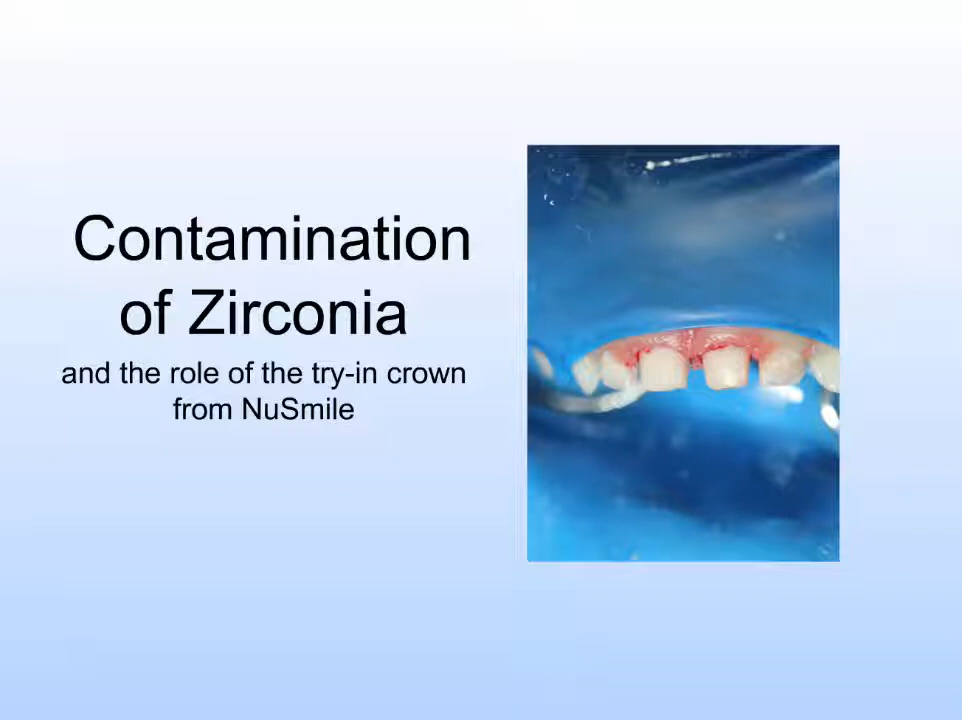 Contamination
of Zirconia
and the role of the try-in crown
from NuSmile